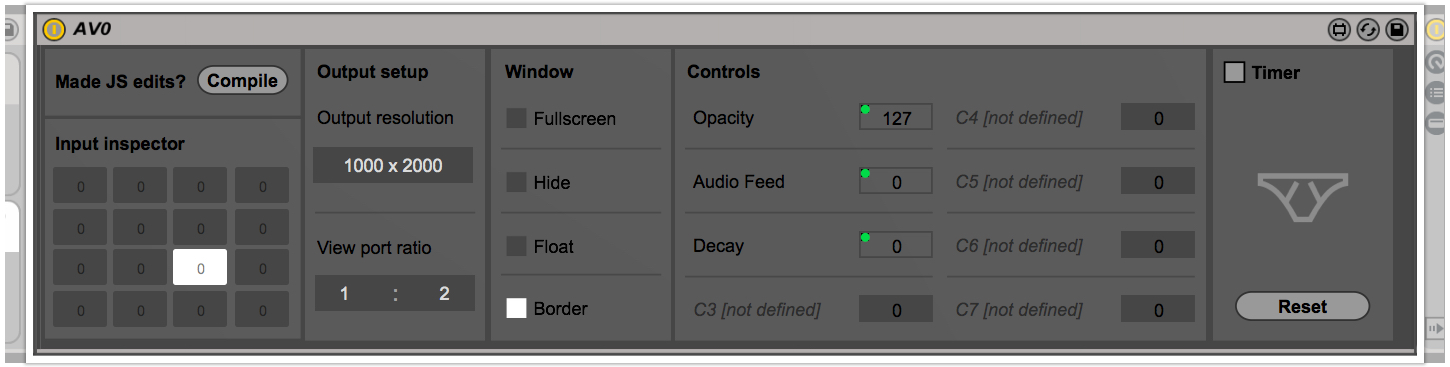 AV0
Made JS edits? Compile
Input inspector
0 0 0 0
0 0 0 0
0 0 0 0
0 0 0 0
Output setup
Output resolution
1000 x 2000
View port ratio
1 : 2
Window
Fullscreen
Hide
Float
Border
Controls
Opacity 127
Audio Feed 0
Decay 0
C3 [not defined] 0
C4 [not defined] 0
C5 [not defined] 0
C6 [not defined] 0
C7 [not defined] 0
Timer
Reset